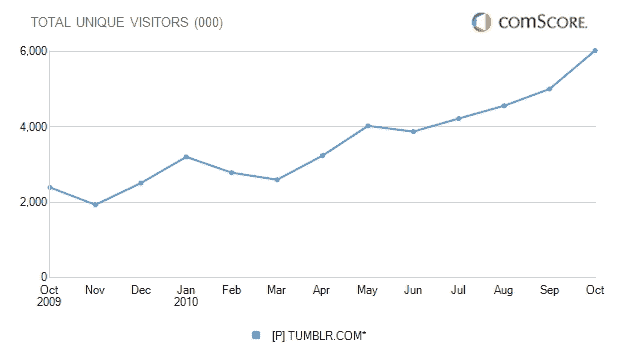 TOTAL UNIQUE VISITORS (000)
comScore.
6,000
4,000
2,000
0
Oct Nov Dec Jan Feb Mar Apr May Jun Jul Aug Sep Oct
2009 2010
[P] TUMBLR.COM*